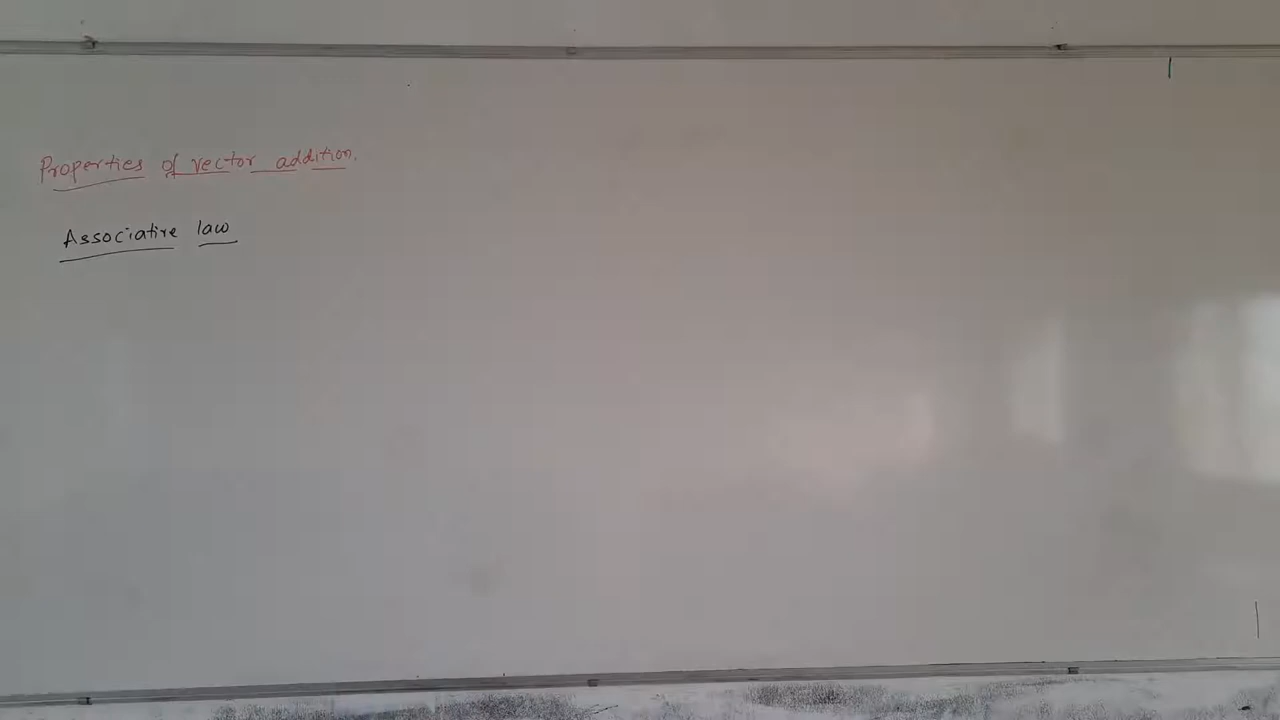 Properties of vector addition.
Associative law